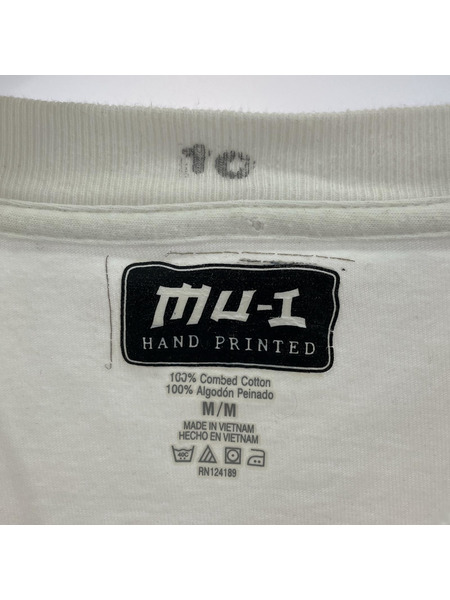 10
MU-I
HAND PRINTED
100% Combed Cotton
100% Algodón Peinado
M/M
MADE IN VIETNAM
HECHO EN VIETNAM
RN124189